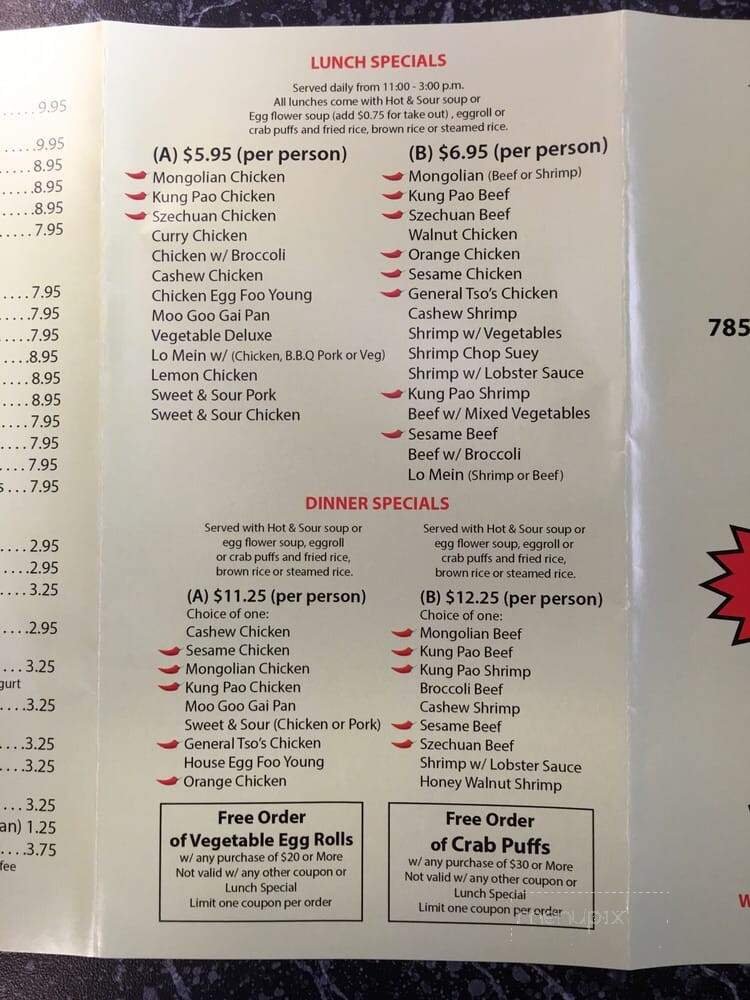 .....9.95
....9.95
....8.95
....8.95
....8.95
....7.95
....7.95
....7.95
....7.95
....8.95
....8.95
....8.95
....7.95
....7.95
....7.95
s ...7.95
....2.95
....2.95
....3.25
....2.95
....3.25
gurt
....3.25
....3.25
....3.25
....3.25
an) 1.25
....3.75
fee
LUNCH SPECIALS
Served daily from 11:00 - 3:00 p.m.
All lunches come with Hot & Sour soup or
Egg flower soup (add $0.75 for take out) , eggroll or
crab puffs and fried rice, brown rice or steamed rice.
(A) $5.95 (per person)
Mongolian Chicken
Kung Pao Chicken
Szechuan Chicken
Curry Chicken
Chicken w/ Broccoli
Cashew Chicken
Chicken Egg Foo Young
Moo Goo Gai Pan
Vegetable Deluxe
Lo Mein w/ (Chicken, B.B.Q Pork or Veg)
Lemon Chicken
Sweet & Sour Pork
Sweet & Sour Chicken
(B) $6.95 (per person)
Mongolian (Beef or Shrimp)
Kung Pao Beef
Szechuan Beef
Walnut Chicken
Orange Chicken
Sesame Chicken
General Tso's Chicken
Cashew Shrimp
Shrimp w/ Vegetables
Shrimp Chop Suey
Shrimp w/ Lobster Sauce
Kung Pao Shrimp
Beef w/ Mixed Vegetables
Sesame Beef
Beef w/ Broccoli
Lo Mein (Shrimp or Beef)
DINNER SPECIALS
Served with Hot & Sour soup or
egg flower soup, eggroll
or crab puffs and fried rice,
brown rice or steamed rice.
(A) $11.25 (per person)
Choice of one:
Cashew Chicken
Sesame Chicken
Mongolian Chicken
Kung Pao Chicken
Moo Goo Gai Pan
Sweet & Sour (Chicken or Pork)
General Tso's Chicken
House Egg Foo Young
Orange Chicken
Served with Hot & Sour soup or
egg flower soup, eggroll or
crab puffs and fried rice,
brown rice or steamed rice.
(B) $12.25 (per person)
Choice of one:
Mongolian Beef
Kung Pao Beef
Kung Pao Shrimp
Broccoli Beef
Cashew Shrimp
Sesame Beef
Szechuan Beef
Shrimp w/ Lobster Sauce
Honey Walnut Shrimp
Free Order
of Vegetable Egg Rolls
w/ any purchase of $20 or More
Not valid w/ any other coupon or
Lunch Special
Limit one coupon per order
Free Order
of Crab Puffs
w/ any purchase of $30 or More
Not valid w/ any other coupon or
Lunch Special
Limit one coupon per order
menupix
785
W